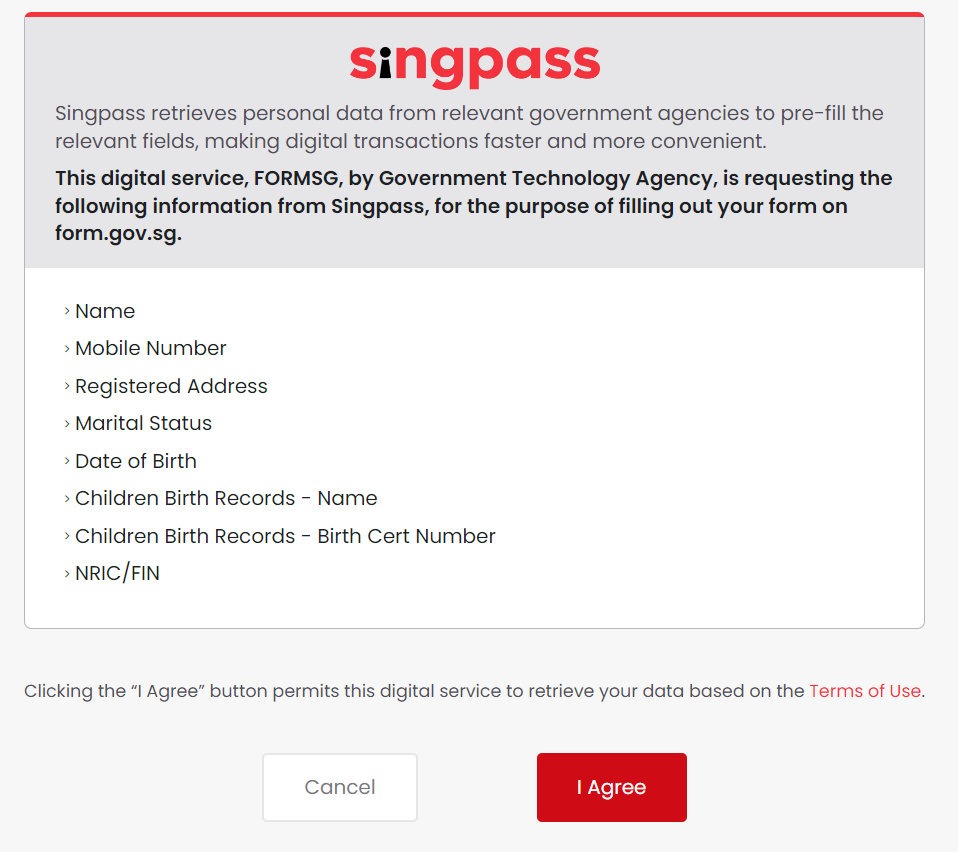 singpass
Singpass retrieves personal data from relevant government agencies to pre-fill the
relevant fields, making digital transactions faster and more convenient.
This digital service, FORMSG, by Government Technology Agency, is requesting the
following information from Singpass, for the purpose of filling out your form on
form.gov.sg.
› Name
› Mobile Number
› Registered Address
› Marital Status
› Date of Birth
› Children Birth Records - Name
› Children Birth Records - Birth Cert Number
› NRIC/FIN
Clicking the “I Agree” button permits this digital service to retrieve your data based on the Terms of Use.
Cancel
I Agree